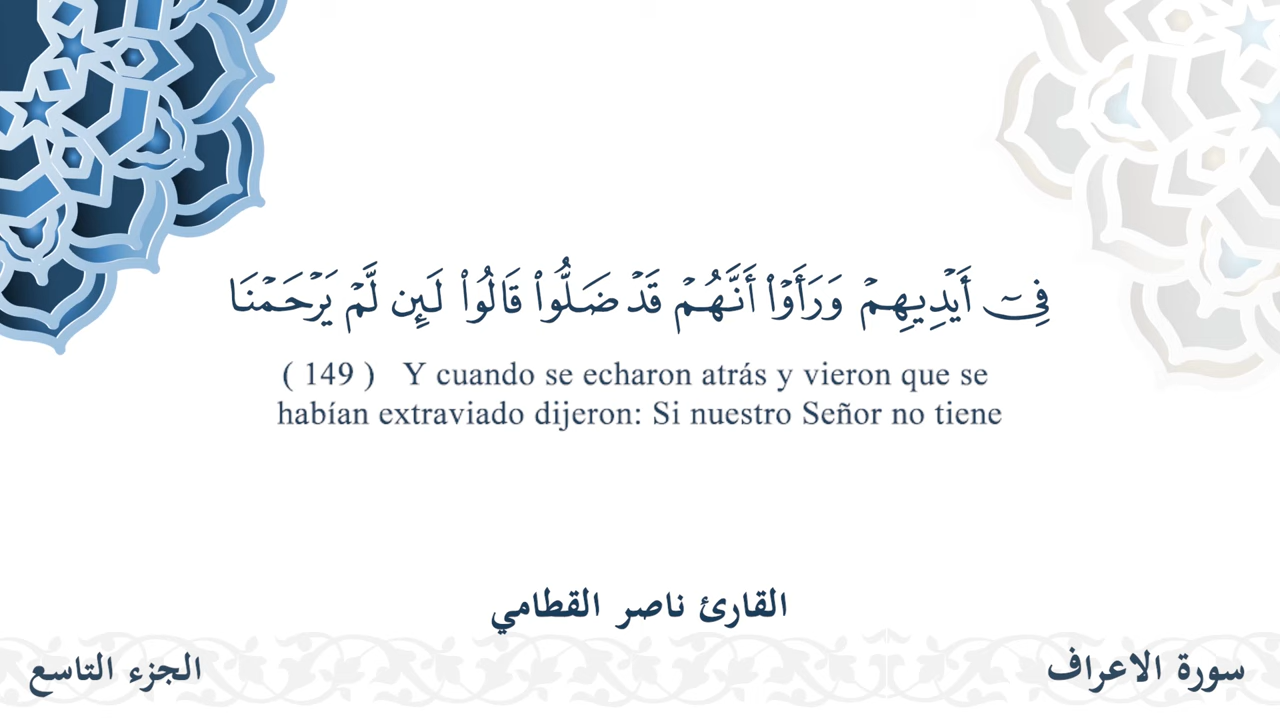 فِىٓ أَيْدِيهِمْ وَرَأَوْا۟ أَنَّهُمْ قَدْ ضَلُّوا۟ قَالُوا۟ لَئِن لَّمْ يَرْحَمْنَا
( 149 ) Y cuando se echaron atrás y vieron que se
habían extraviado dijeron: Si nuestro Señor no tiene
القارئ ناصر القطامي
سورة الاعراف
الجزء التاسع